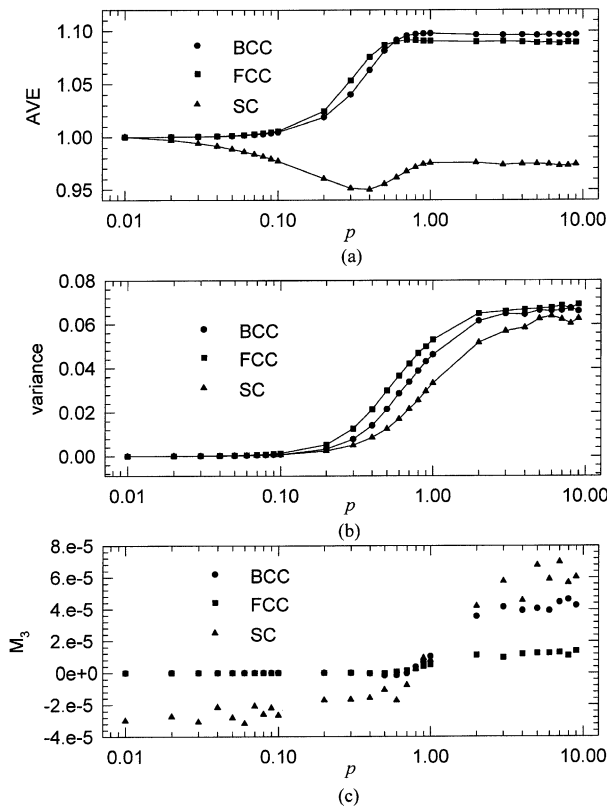 1.10
1.05
1.00
0.95
AVE
BCC
FCC
SC
0.01
0.10
1.00
10.00
p
(a)
0.08
0.06
0.04
0.02
0.00
variance
BCC
FCC
SC
0.01
0.10
1.00
10.00
p
(b)
8.e-5
6.e-5
4.e-5
2.e-5
0e+0
-2.e-5
-4.e-5
M3
BCC
FCC
SC
0.01
0.10
1.00
10.00
p
(c)